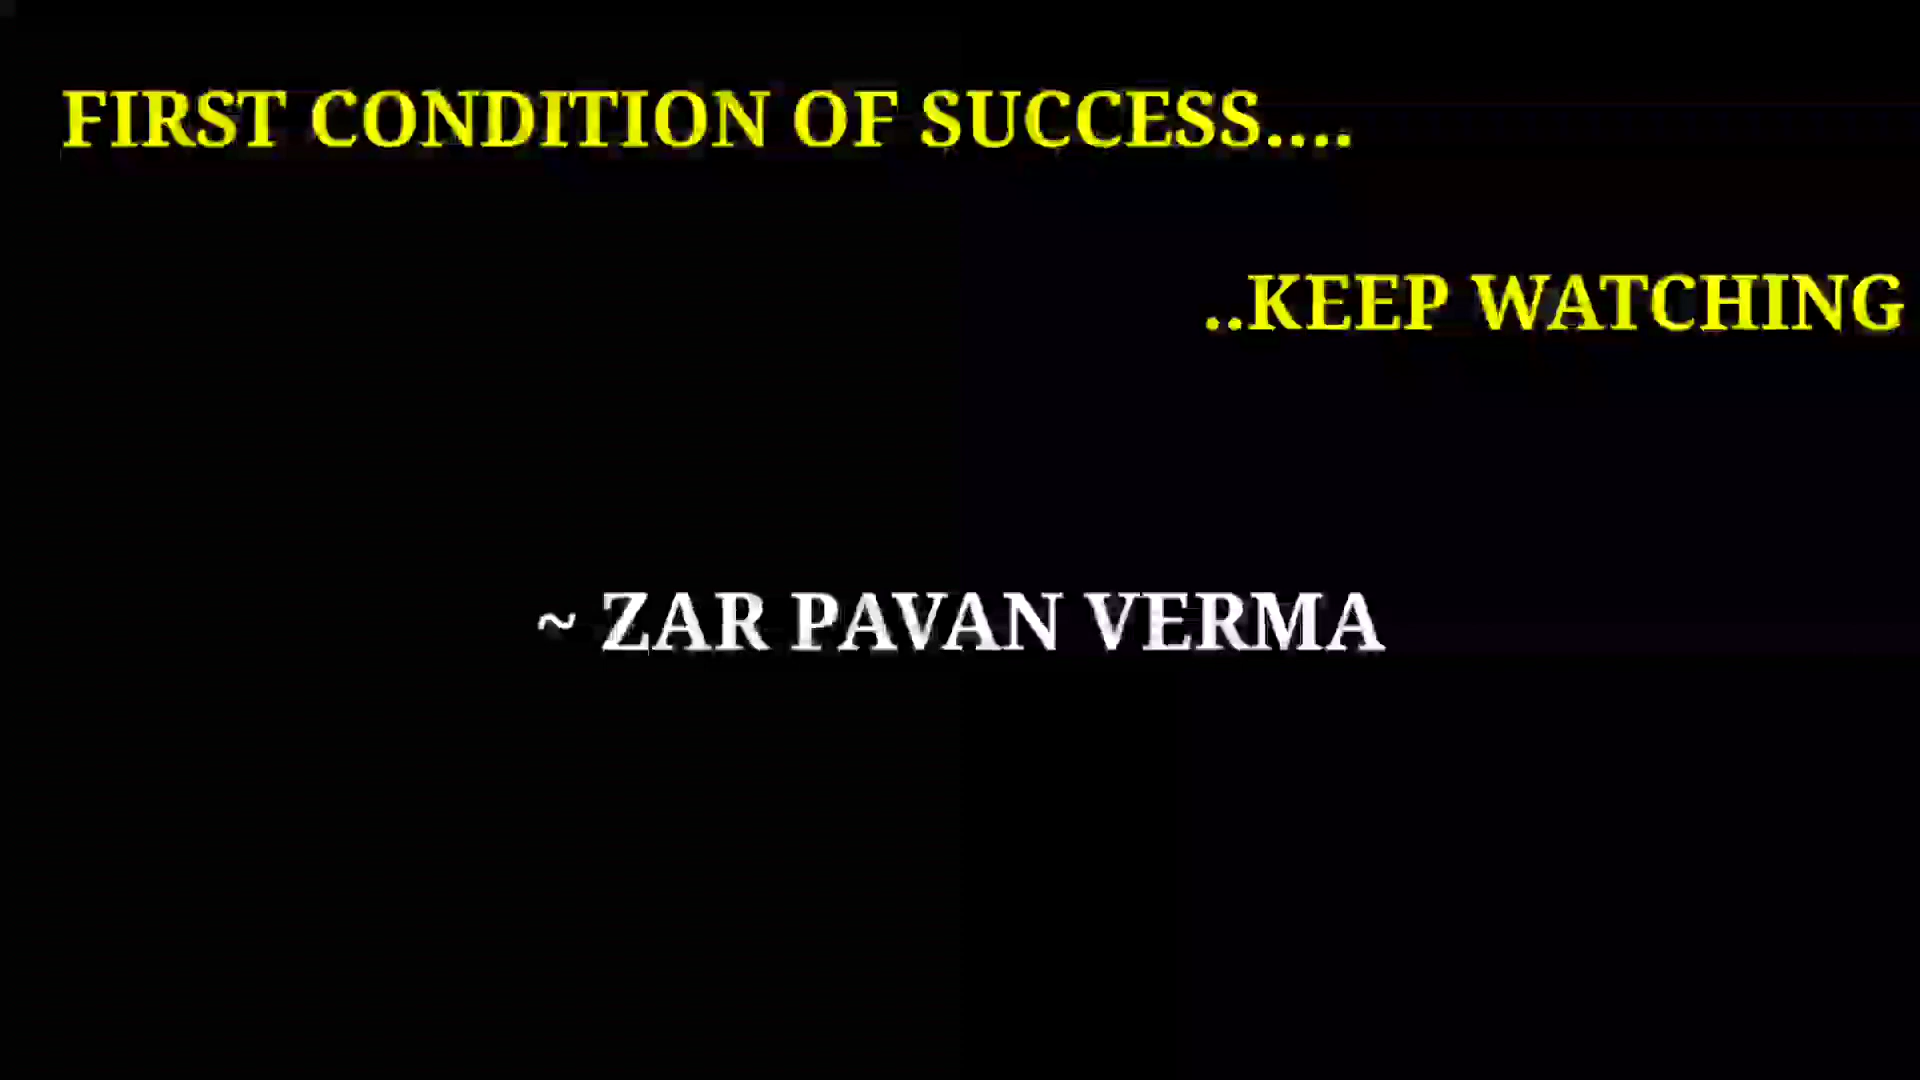 FIRST CONDITION OF SUCCESS....
..KEEP WATCHING
~ ZAR PAVAN VERMA